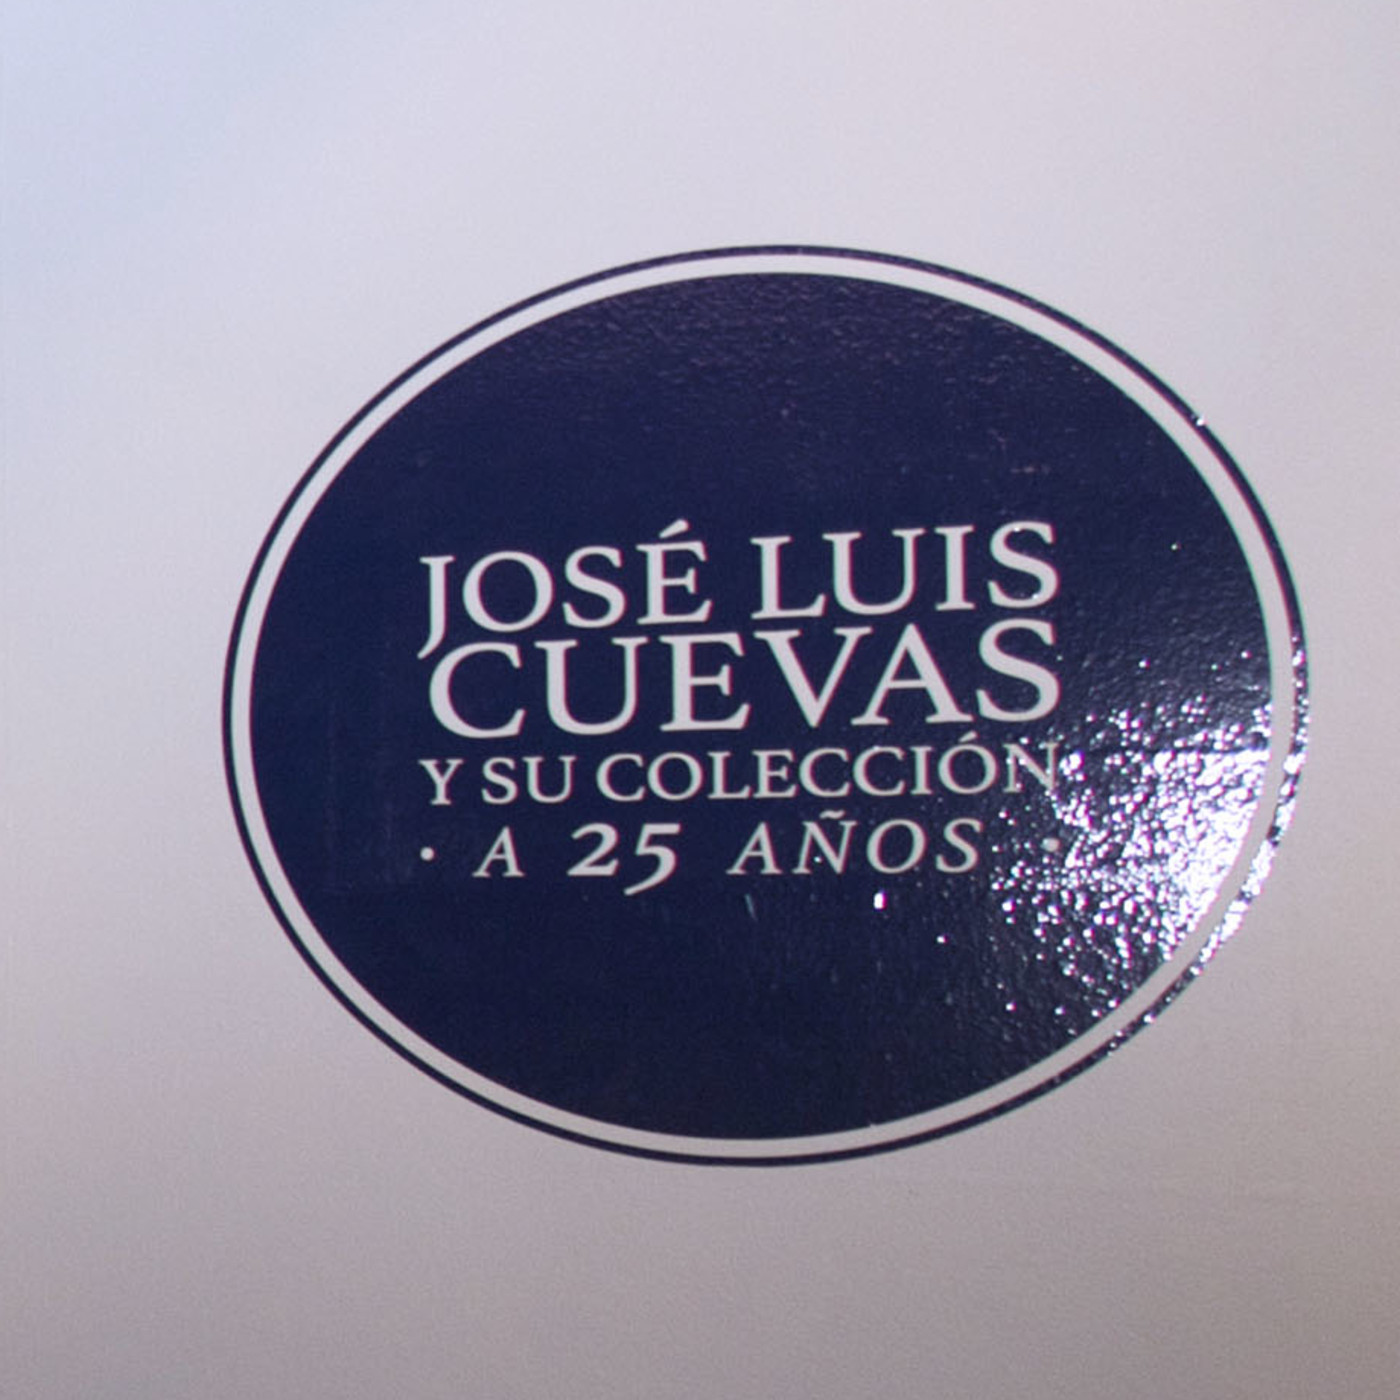 JOSÉ LUIS
CUEVAS
Y SU COLECCIÓN
· A 25 AÑOS ·